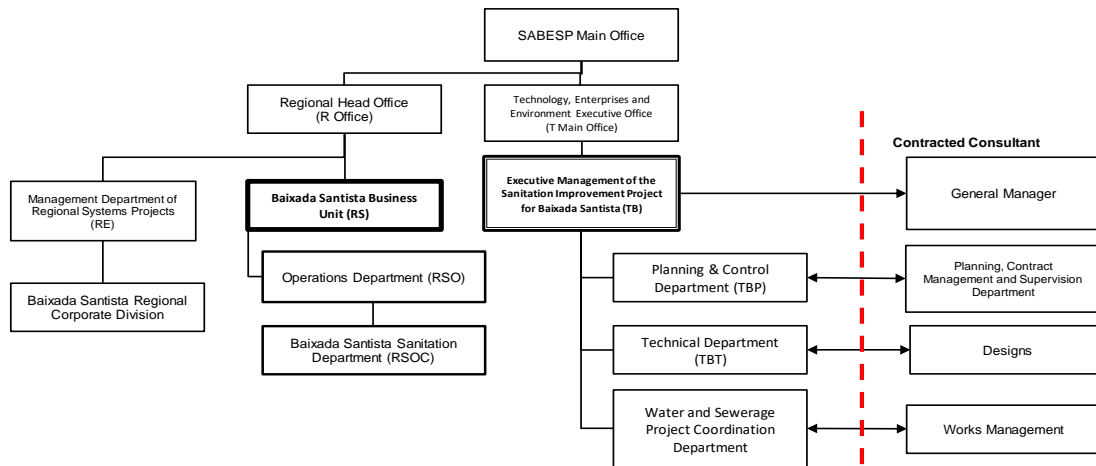 SABESP Main Office
Regional Head Office
(R Office)
Technology, Enterprises and
Environment Executive Office
(T Main Office)
Contracted Consultant
Management Department of
Regional Systems Projects
(RE)
Baixada Santista Business
Unit (RS)
Executive Management of the
Sanitation Improvement Project
for Baixada Santista (TB)
General Manager
Operations Department (RSO)
Planning & Control
Department (TBP)
Planning, Contract
Management and Supervision
Department
Baixada Santista Regional
Corporate Division
Baixada Santista Sanitation
Department (RSOC)
Technical Department
(TBT)
Designs
Water and Sewerage
Project Coordination
Department
Works Management